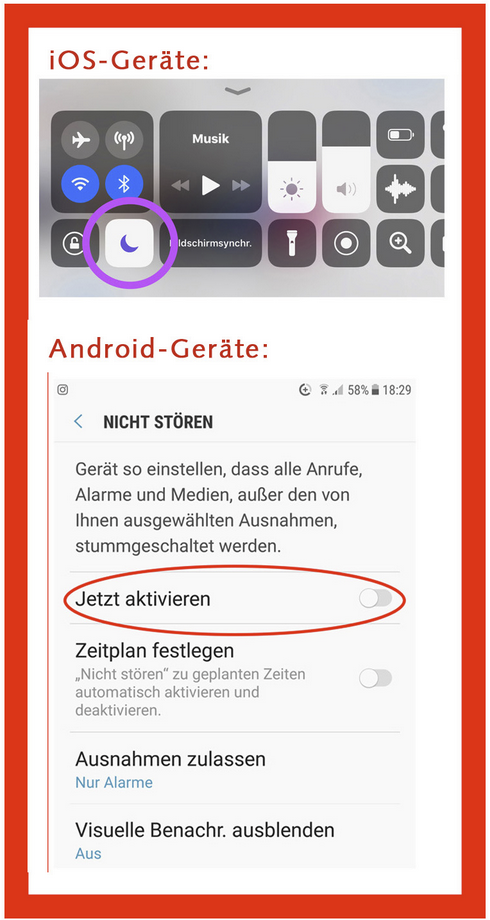 iOS-Geräte:
Musik
Bildschirmsynchr.
Android-Geräte:
58% 18:29
NICHT STÖREN
Gerät so einstellen, dass alle Anrufe,
Alarme und Medien, außer den von
Ihnen ausgewählten Ausnahmen,
stummgeschaltet werden.
Jetzt aktivieren
Zeitplan festlegen
„Nicht stören“ zu geplanten Zeiten
automatisch aktivieren und
deaktivieren.
Ausnahmen zulassen
Nur Alarme
Visuelle Benachr. ausblenden
Aus